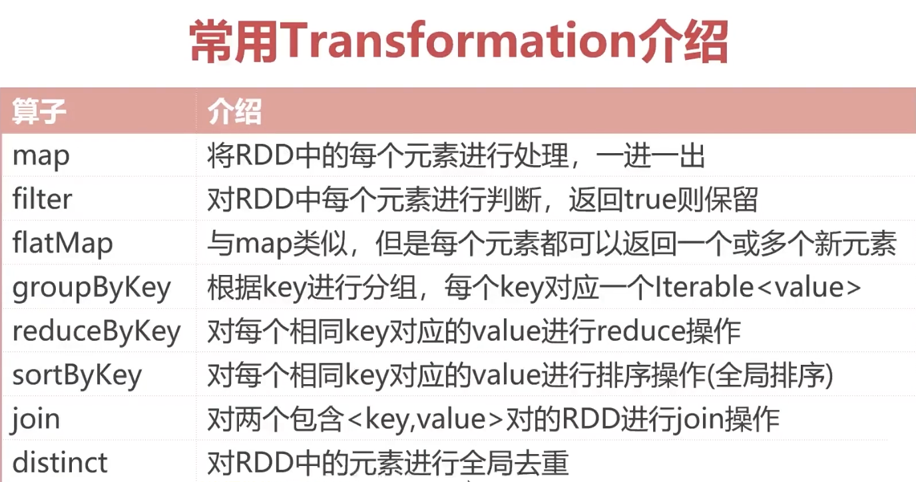 常用Transformation介绍
算子 介绍
map 将RDD中的每个元素进行处理，一进一出
filter 对RDD中每个元素进行判断，返回true则保留
flatMap 与map类似，但是每个元素都可以返回一个或多个新元素
groupByKey 根据key进行分组，每个key对应一个Iterable<value>
reduceByKey 对每个相同key对应的value进行reduce操作
sortByKey 对每个相同key对应的value进行排序操作(全局排序)
join 对两个包含<key,value>对的RDD进行join操作
distinct 对RDD中的元素进行全局去重